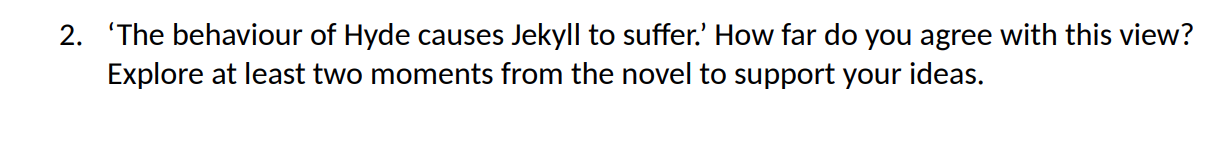 2. ‘The behaviour of Hyde causes Jekyll to suffer.’ How far do you agree with this view?
Explore at least two moments from the novel to support your ideas.